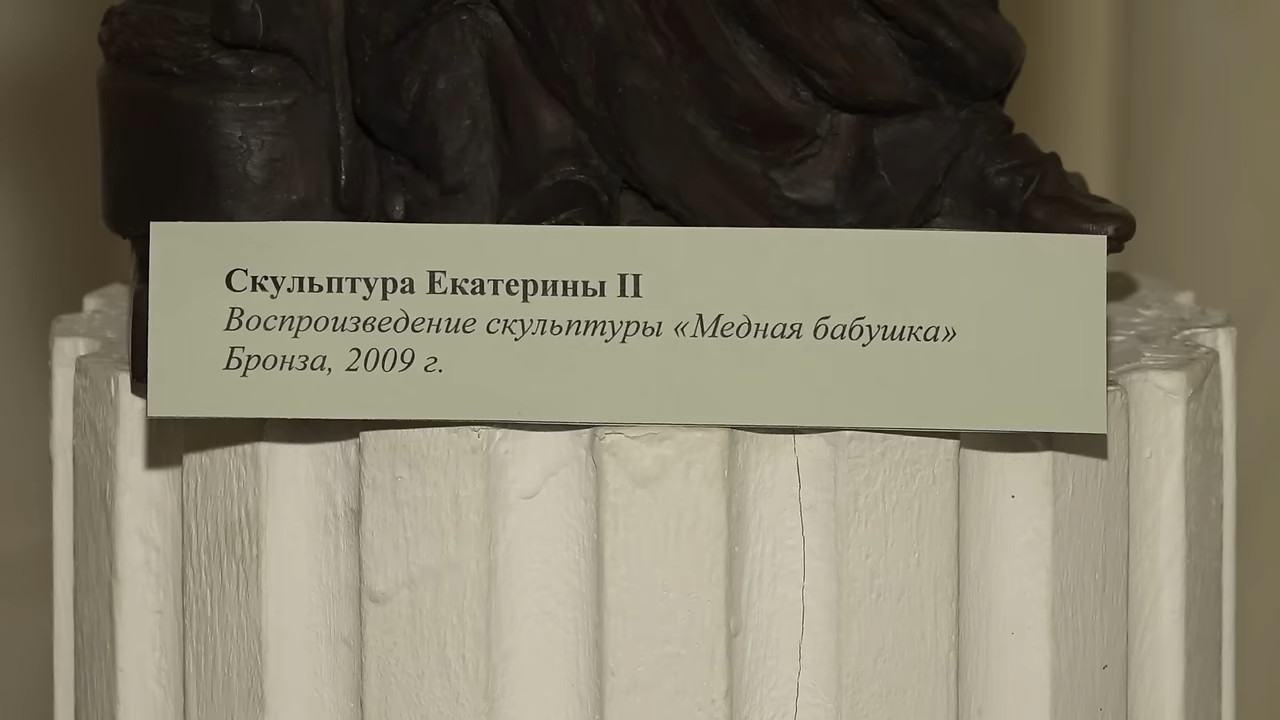 Скульптура Екатерины II
Воспроизведение скульптуры «Медная бабушка»
Бронза, 2009 г.